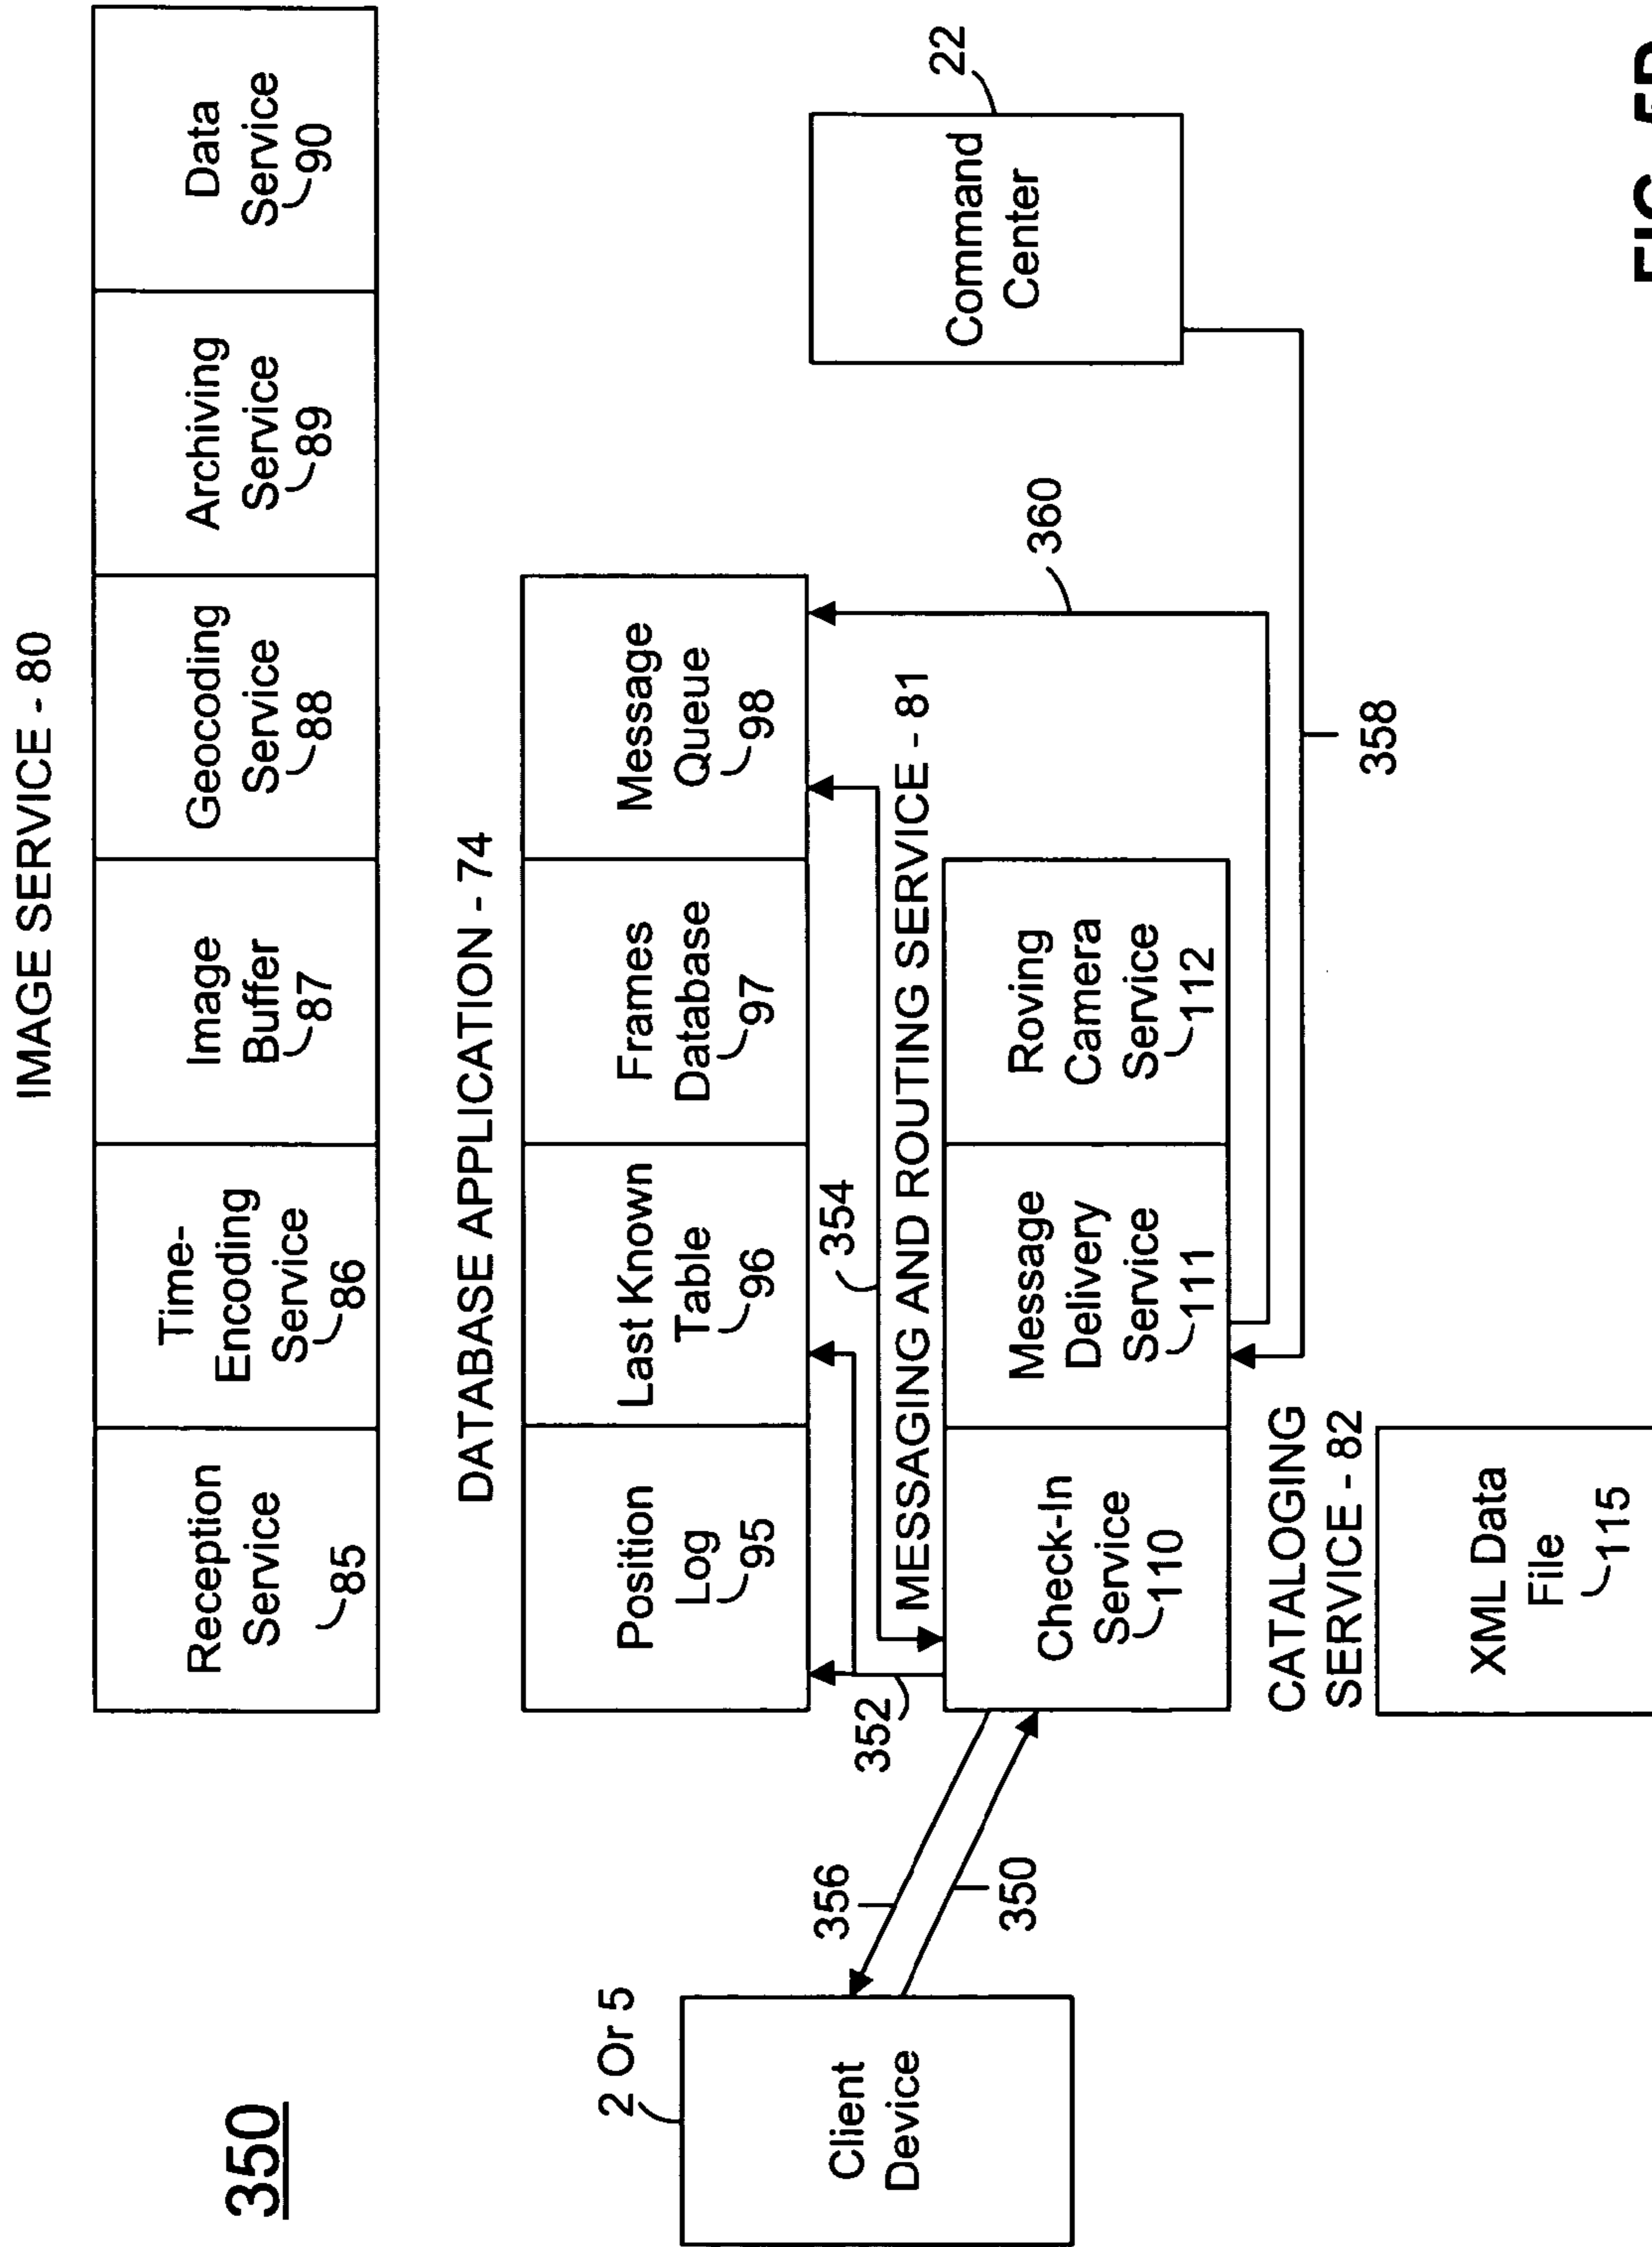 350
IMAGE SERVICE - 80
Reception
Service
85
Time-
Encoding
Service
86
Image
Buffer
87
Geocoding
Service
88
Archiving
Service
89
Data
Service
90
DATABASE APPLICATION - 74
Position
Log
95
Last Known
Table
96
Frames
Database
97
Message
Queue
98
2 Or 5
Client
Device
356
350
352
354
MESSAGING AND ROUTING SERVICE - 81
Check-In
Service
110
Message
Delivery
Service
111
Roving
Camera
Service
112
360
22
Command
Center
358
CATALOGING
SERVICE - 82
XML Data
File
115